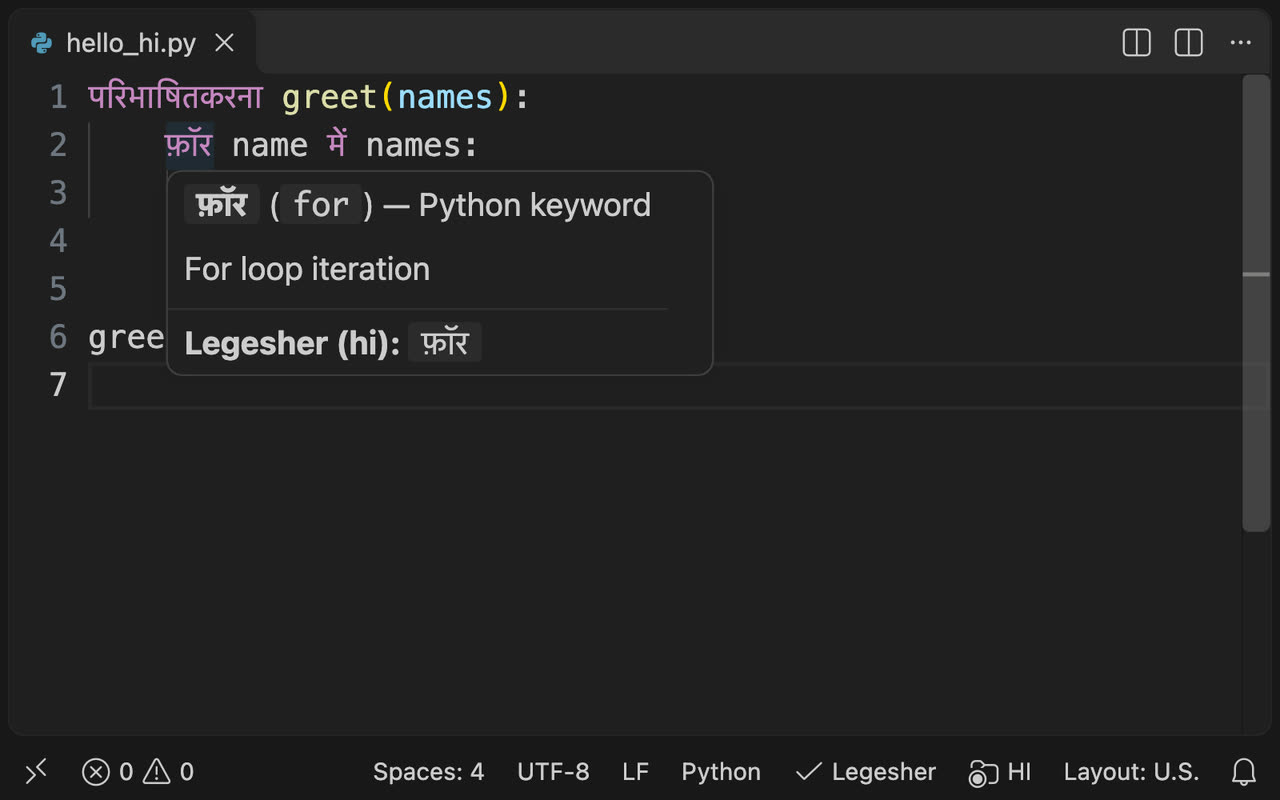 hello_hi.py
1 परिभाषितकरना greet(names):
2 फ़ॉर name में names:
3
4
5
6 gree
7
फ़ॉर ( for ) — Python keyword
For loop iteration
Legesher (hi): फ़ॉर
0 0 Spaces: 4 UTF-8 LF Python Legesher HI Layout: U.S.